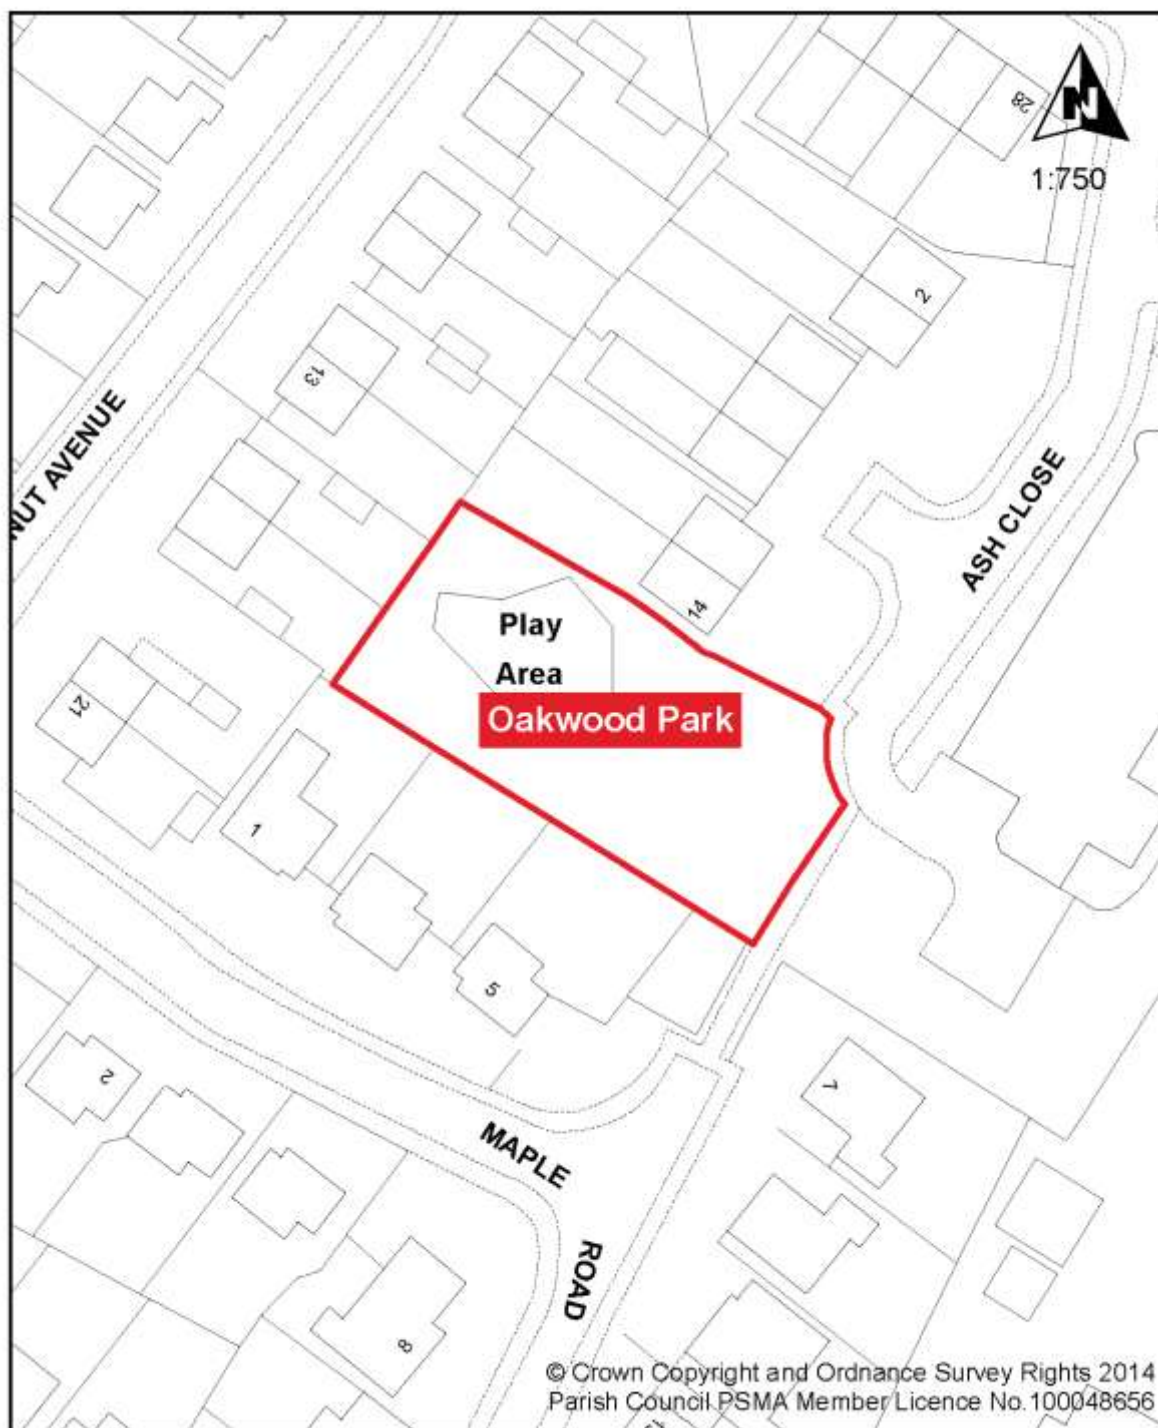 28
N
1:750
2
13
NUT AVENUE
ASH CLOSE
14
Play
Area
Oakwood Park
21
1
5
2
7
MAPLE
ROAD
8
© Crown Copyright and Ordnance Survey Rights 2014
Parish Council PSMA Member Licence No.100048656